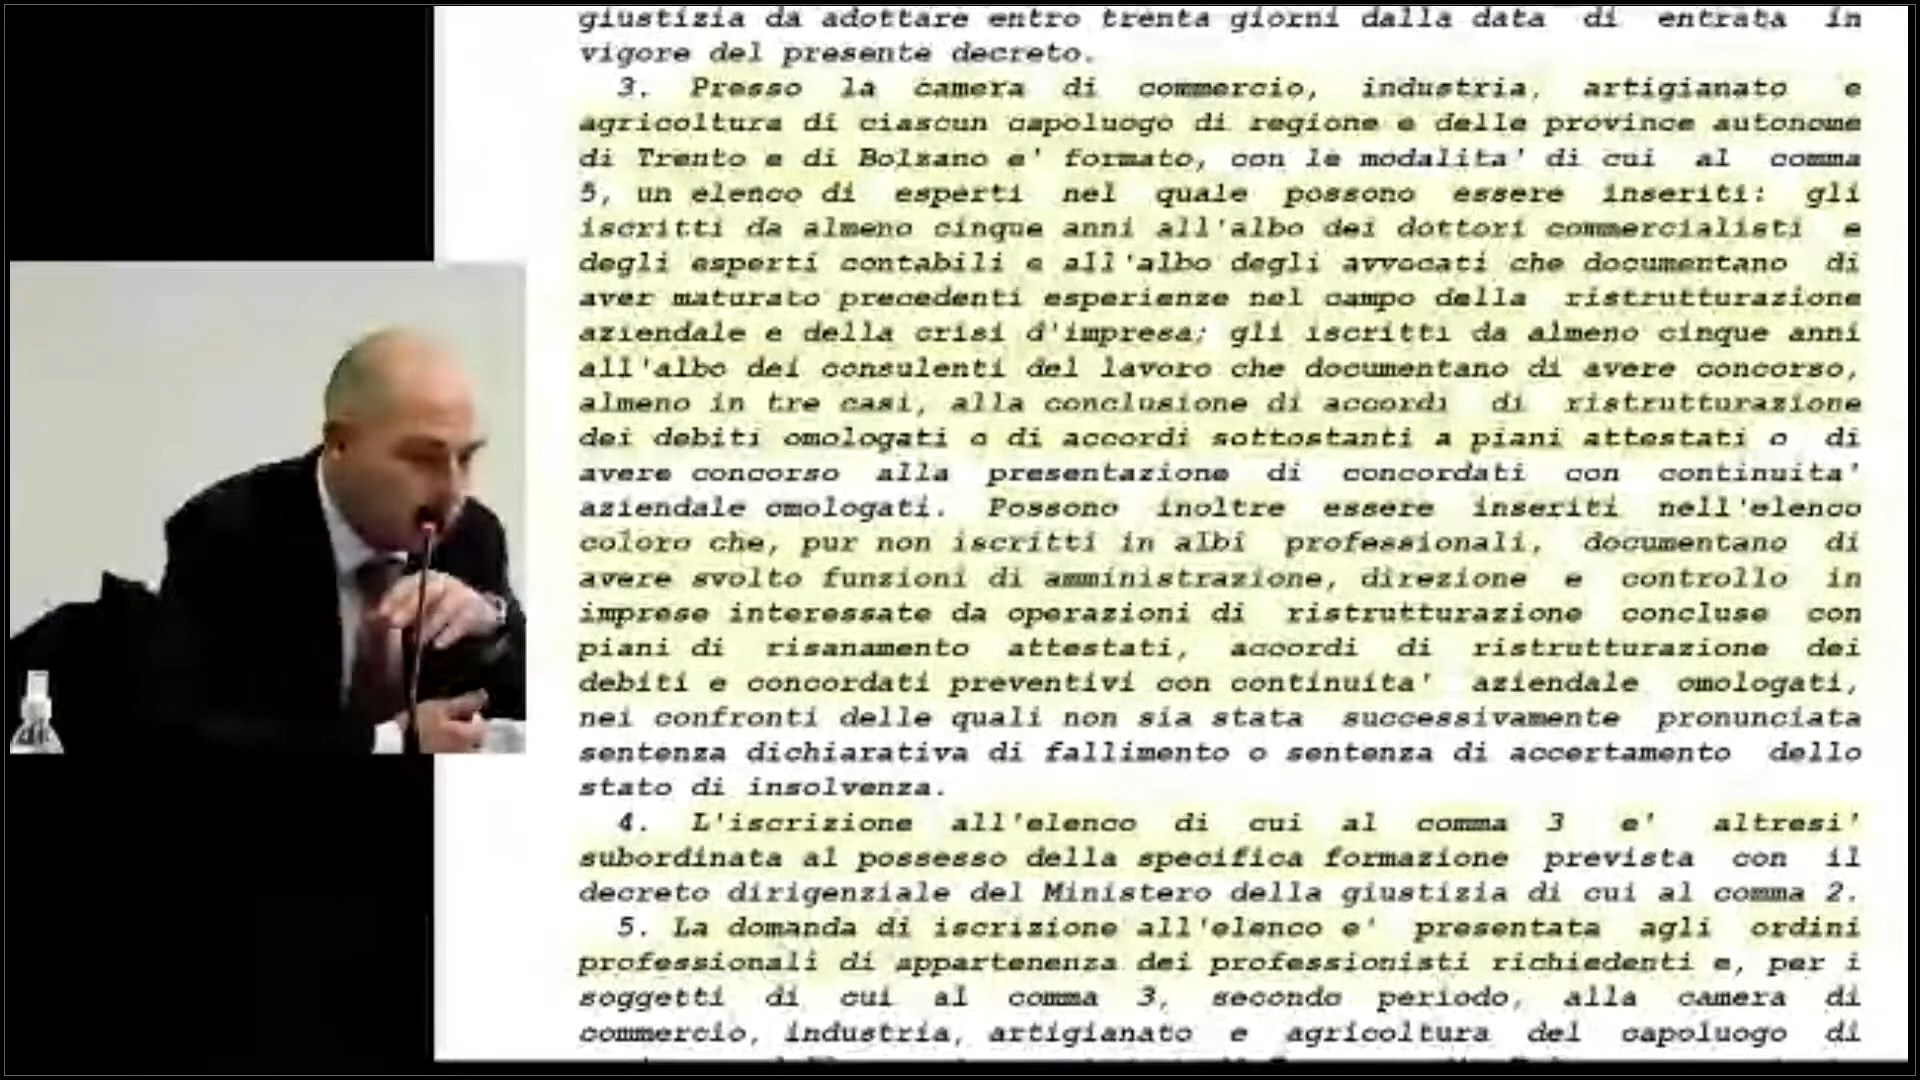 giustizia da adottare entro trenta giorni dalla data di entrata in
vigore del presente decreto.
3. Presso la camera di commercio, industria, artigianato e
agricoltura di ciascun capoluogo di regione e delle province autonome
di Trento e di Bolzano e' formato, con le modalita' di cui al comma
5, un elenco di esperti nel quale possono essere inseriti: gli
iscritti da almeno cinque anni all'albo dei dottori commercialisti e
degli esperti contabili e all'albo degli avvocati che documentano di
aver maturato precedenti esperienze nel campo della ristrutturazione
aziendale e della crisi d'impresa; gli iscritti da almeno cinque anni
all'albo dei consulenti del lavoro che documentano di avere concorso,
almeno in tre casi, alla conclusione di accordi di ristrutturazione
dei debiti omologati o di accordi sottostanti a piani attestati o di
avere concorso alla presentazione di concordati con continuita'
aziendale omologati. Possono inoltre essere inseriti nell'elenco
coloro che, pur non iscritti in albi professionali, documentano di
avere svolto funzioni di amministrazione, direzione e controllo in
imprese interessate da operazioni di ristrutturazione concluse con
piani di risanamento attestati, accordi di ristrutturazione dei
debiti e concordati preventivi con continuita' aziendale omologati,
nei confronti delle quali non sia stata successivamente pronunciata
sentenza dichiarativa di fallimento o sentenza di accertamento dello
stato di insolvenza.
4. L'iscrizione all'elenco di cui al comma 3 e' altresi'
subordinata al possesso della specifica formazione prevista con il
decreto dirigenziale del Ministero della giustizia di cui al comma 2.
5. La domanda di iscrizione all'elenco e' presentata agli ordini
professionali di appartenenza dei professionisti richiedenti e, per i
soggetti di cui al comma 3, secondo periodo, alla camera di
commercio, industria, artigianato e agricoltura del capoluogo di